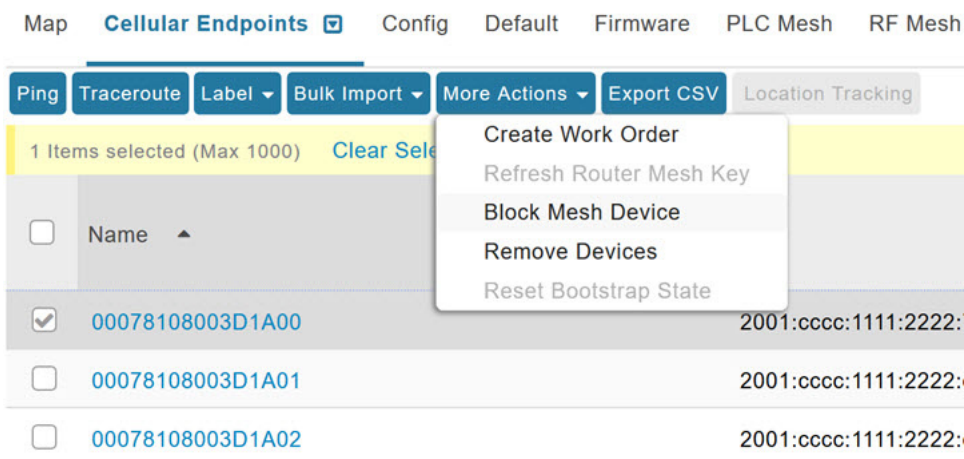 Map Cellular Endpoints Config Default Firmware PLC Mesh RF Mesh
Ping Traceroute Label Bulk Import More Actions Export CSV Location Tracking
1 Items selected (Max 1000) Clear Sele
Create Work Order
Refresh Router Mesh Key
Block Mesh Device
Remove Devices
Reset Bootstrap State
Name
00078108003D1A00 2001:cccc:1111:2222:
00078108003D1A01 2001:cccc:1111:2222:
00078108003D1A02 2001:cccc:1111:2222: